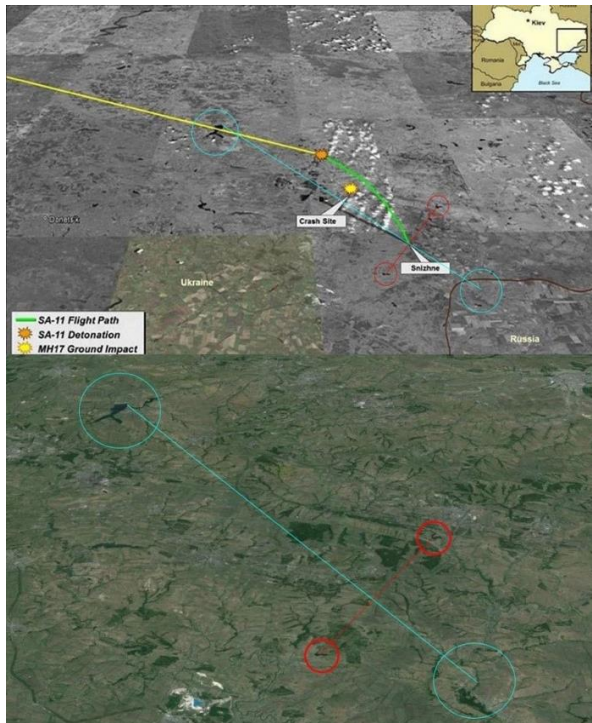 Kiev
Romania
Bulgaria
Black Sea
Crash Site
Snizhne
Ukraine
Russia
SA-11 Flight Path
SA-11 Detonation
MH17 Ground Impact